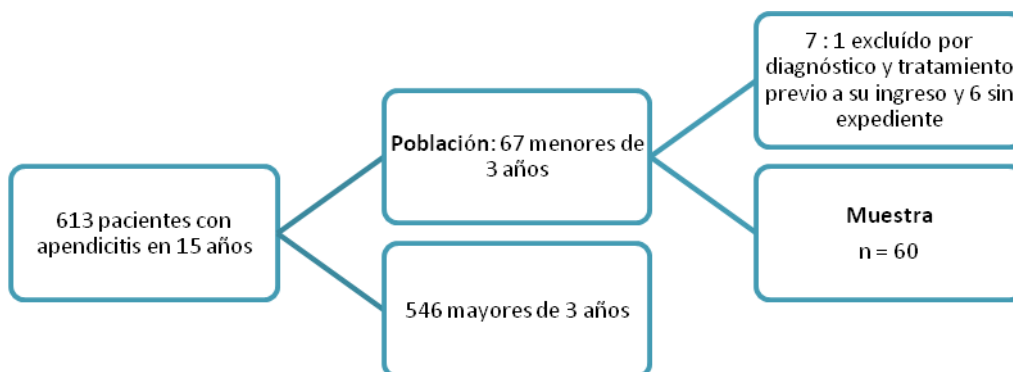 613 pacientes con
apendicitis en 15 años
Población: 67 menores de
3 años
546 mayores de 3 años
7 : 1 excluído por
diagnóstico y tratamiento
previo a su ingreso y 6 sin
expediente
Muestra
n = 60